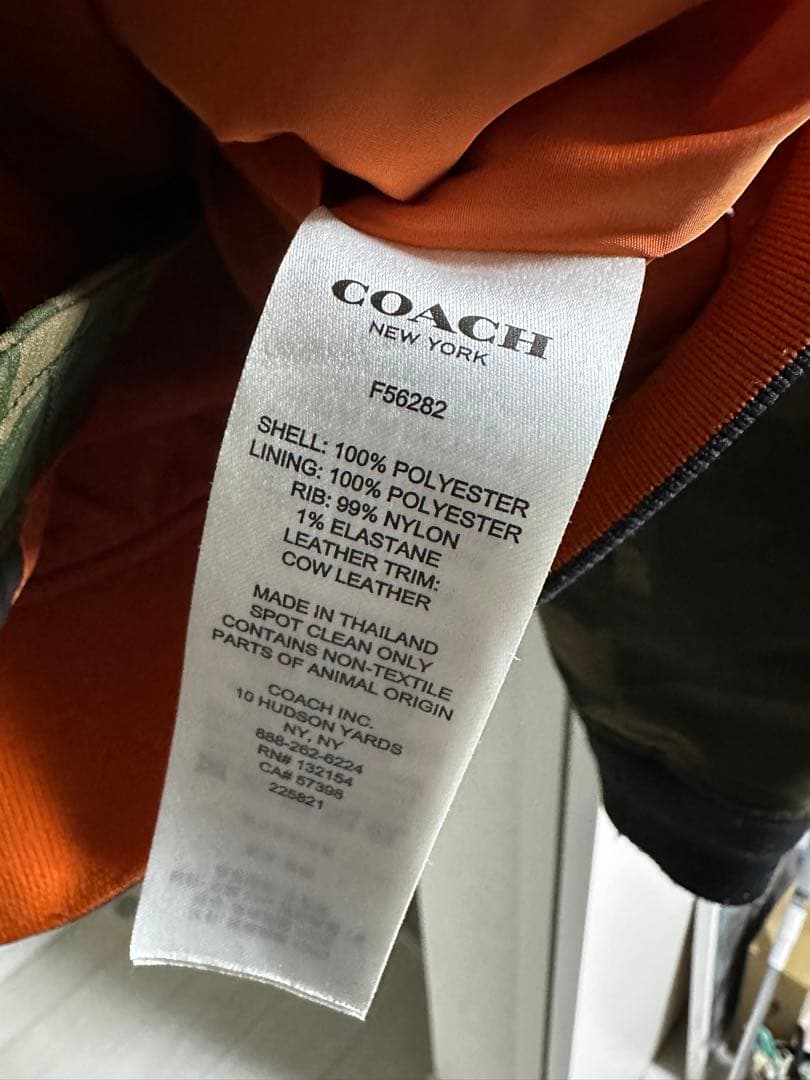 COACH
NEW YORK
F56282
SHELL: 100% POLYESTER
LINING: 100% POLYESTER
RIB: 99% NYLON
1% ELASTANE
LEATHER TRIM:
COW LEATHER
MADE IN THAILAND
SPOT CLEAN ONLY
CONTAINS NON-TEXTILE
PARTS OF ANIMAL ORIGIN
COACH INC.
10 HUDSON YARDS
NY, NY
888-262-6224
RN# 132154
CA# 57398
225821